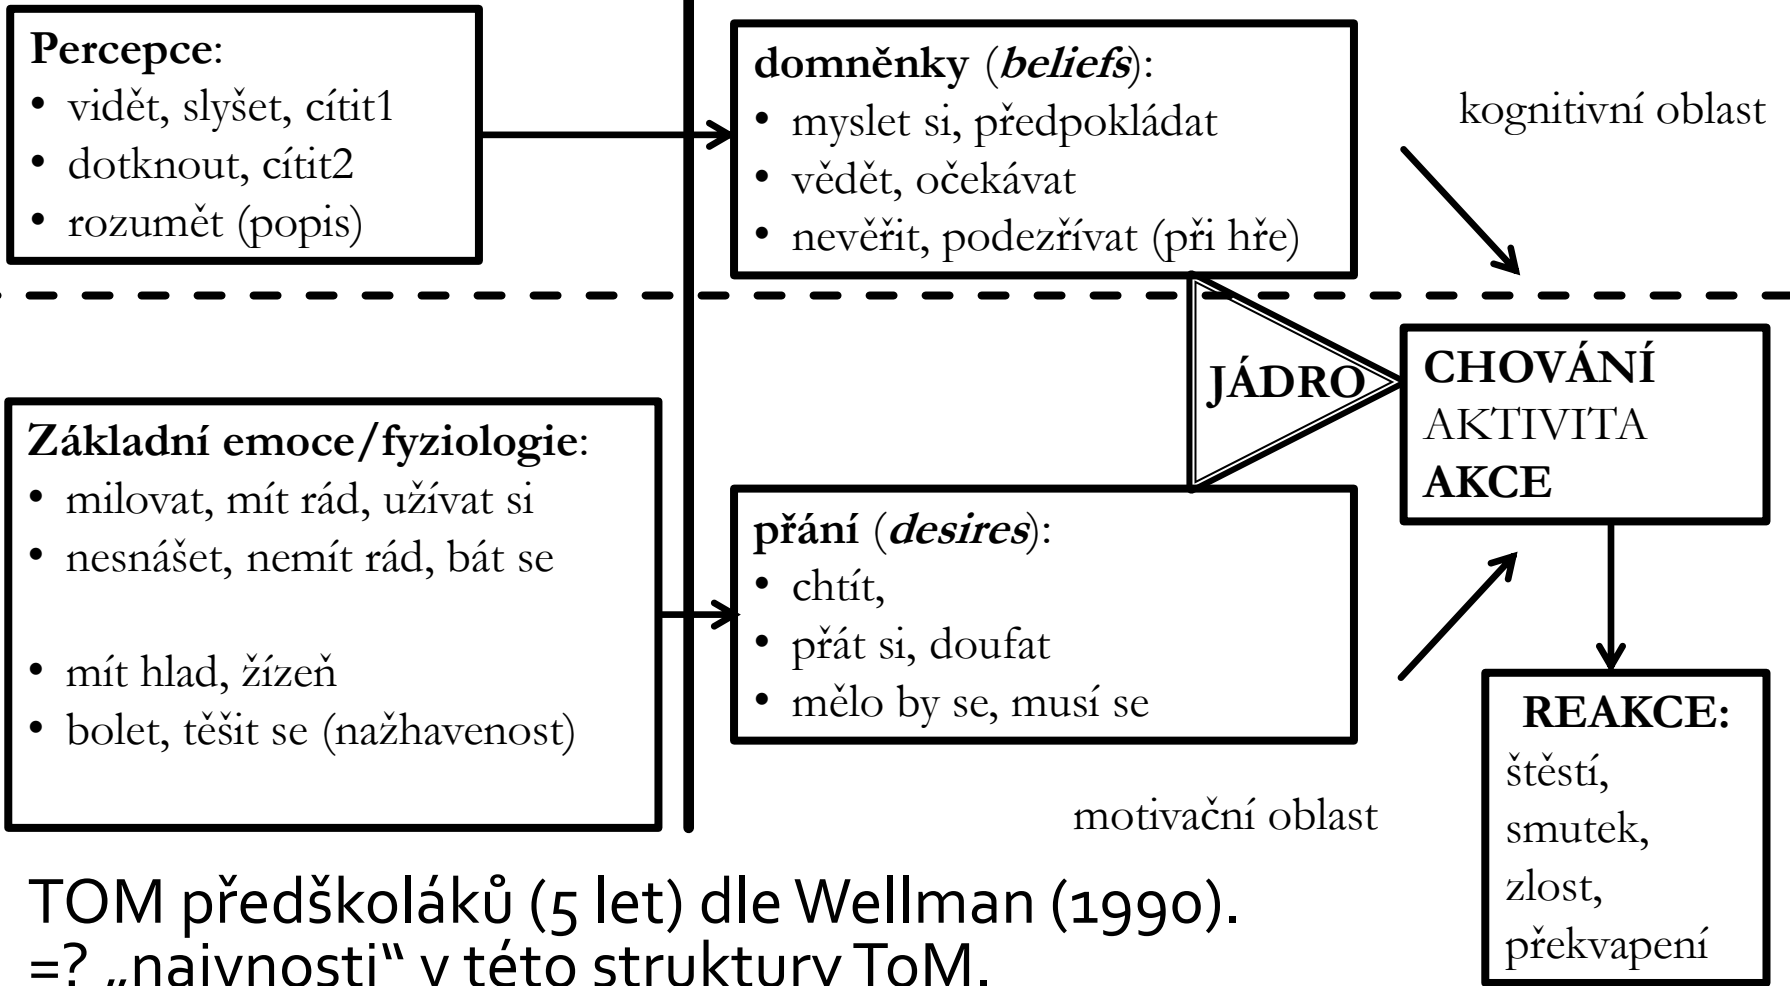 Percepce:
• vidět, slyšet, cítit1
• dotknout, cítit2
• rozumět (popis)
domněnky (beliefs):
• myslet si, předpokládat
• vědět, očekávat
• nevěřit, podezřívat (při hře)
kognitivní oblast
JÁDRO
CHOVÁNÍ
AKTIVITA
AKCE
Základní emoce/fyziologie:
• milovat, mít rád, užívat si
• nesnášet, nemít rád, bát se
• mít hlad, žízeň
• bolet, těšit se (nažhavenost)
přání (desires):
• chtít,
• přát si, doufat
• mělo by se, musí se
motivační oblast
REAKCE:
štěstí,
smutek,
zlost,
překvapení
TOM předškoláků (5 let) dle Wellman (1990).
=? „naivnosti“ v této struktury ToM.